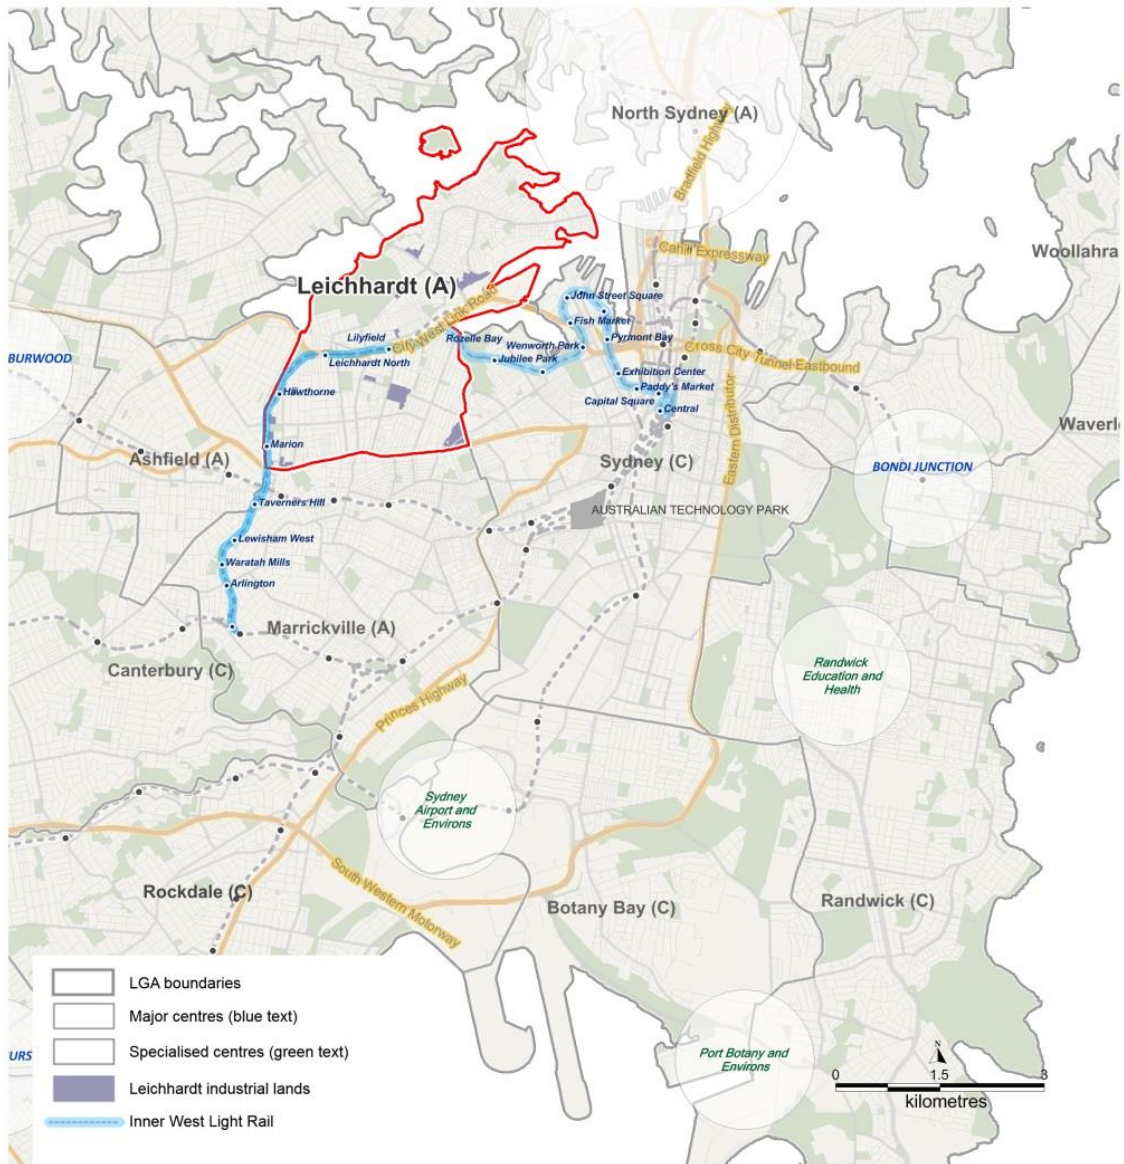 North Sydney (A)
Bradfield Highway
Cahill Expressway
Woollahra
Leichhardt (A)
City West Link Road
John Street Square
Fish Market
Lilyfield
Rozelle Bay
Wenworth Park
Pyrmont Bay
Cross City Tunnel Eastbound
BURWOOD
Leichhardt North
Jubilee Park
Exhibition Center
Hawthorne
Paddy's Market
Capital Square
Central
Eastern Distributor
Waverl
Marion
Ashfield (A)
Sydney (C)
BONDI JUNCTION
Taverners Hill
AUSTRALIAN TECHNOLOGY PARK
Lewisham West
Waratah Mills
Arlington
Marrickville (A)
Canterbury (C)
Randwick
Education and
Health
Princes Highway
Sydney
Airport and
Environs
South Western Motorway
Rockdale (C)
Botany Bay (C)
Randwick (C)
LGA boundaries
Major centres (blue text)
Specialised centres (green text)
URS
Leichhardt industrial lands
Inner West Light Rail
Port Botany and
Environs
N
0 1.5 3
kilometres